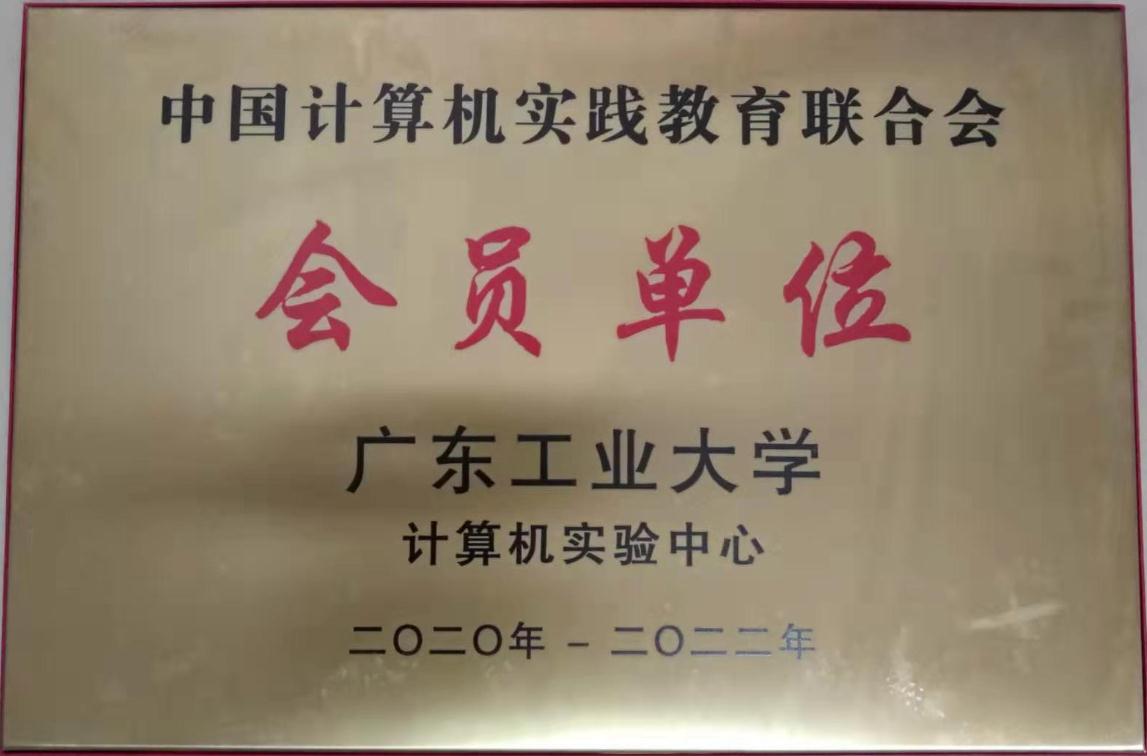 中国计算机实践教育联合会
会员单位
广东工业大学
计算机实验中心
二〇二〇年 - 二〇二二年